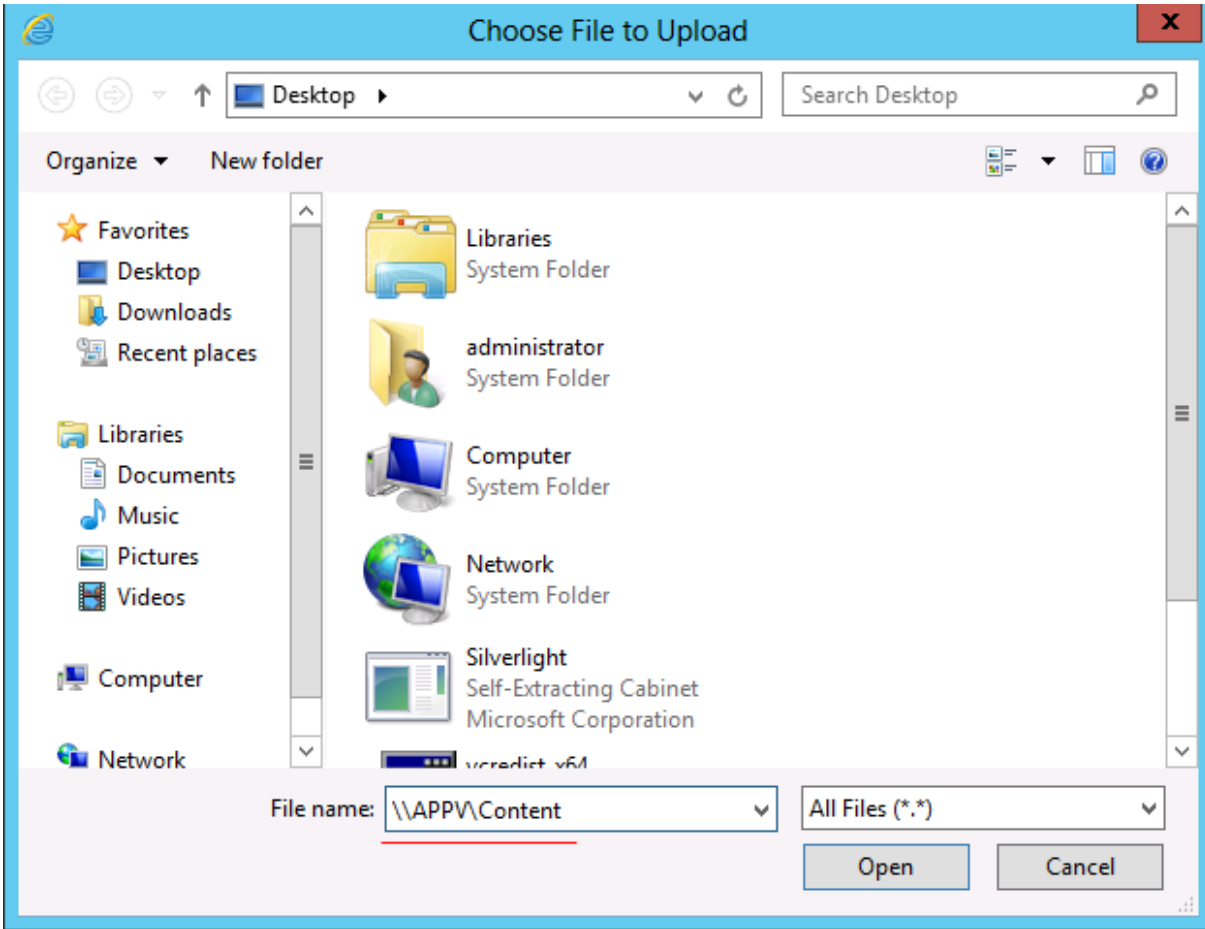 Choose File to Upload
x
Desktop
Search Desktop
Organize
New folder
Favorites
Desktop
Downloads
Recent places
Libraries
Documents
Music
Pictures
Videos
Computer
Network
Libraries
System Folder
administrator
System Folder
Computer
System Folder
Network
System Folder
Silverlight
Self-Extracting Cabinet
Microsoft Corporation
vcredist_x64
File name:
\\APPV\Content
All Files (*.*)
Open
Cancel